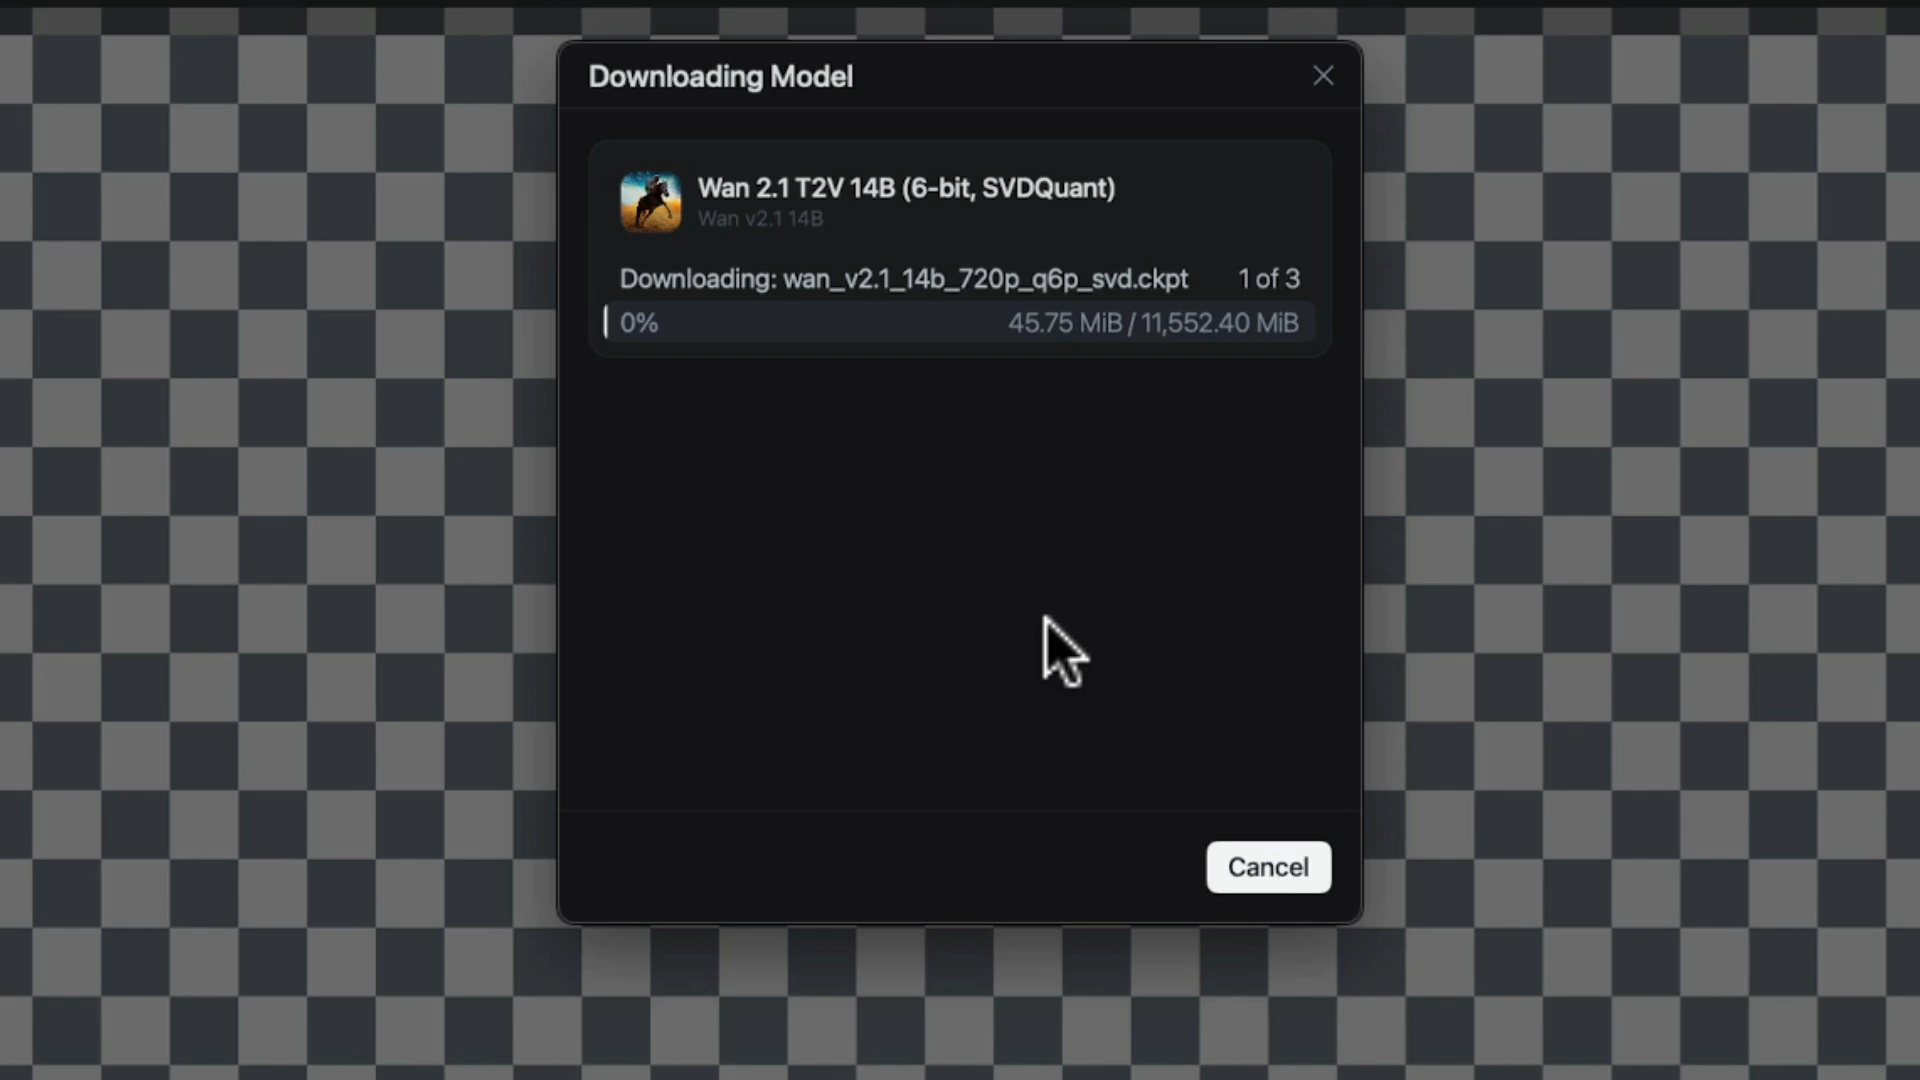 Downloading Model
Wan 2.1 T2V 14B (6-bit, SVDQuant)
Wan v2.1 14B
Downloading: wan_v2.1_14b_720p_q6p_svd.ckpt 1 of 3
0% 45.75 MiB / 11,552.40 MiB
Cancel